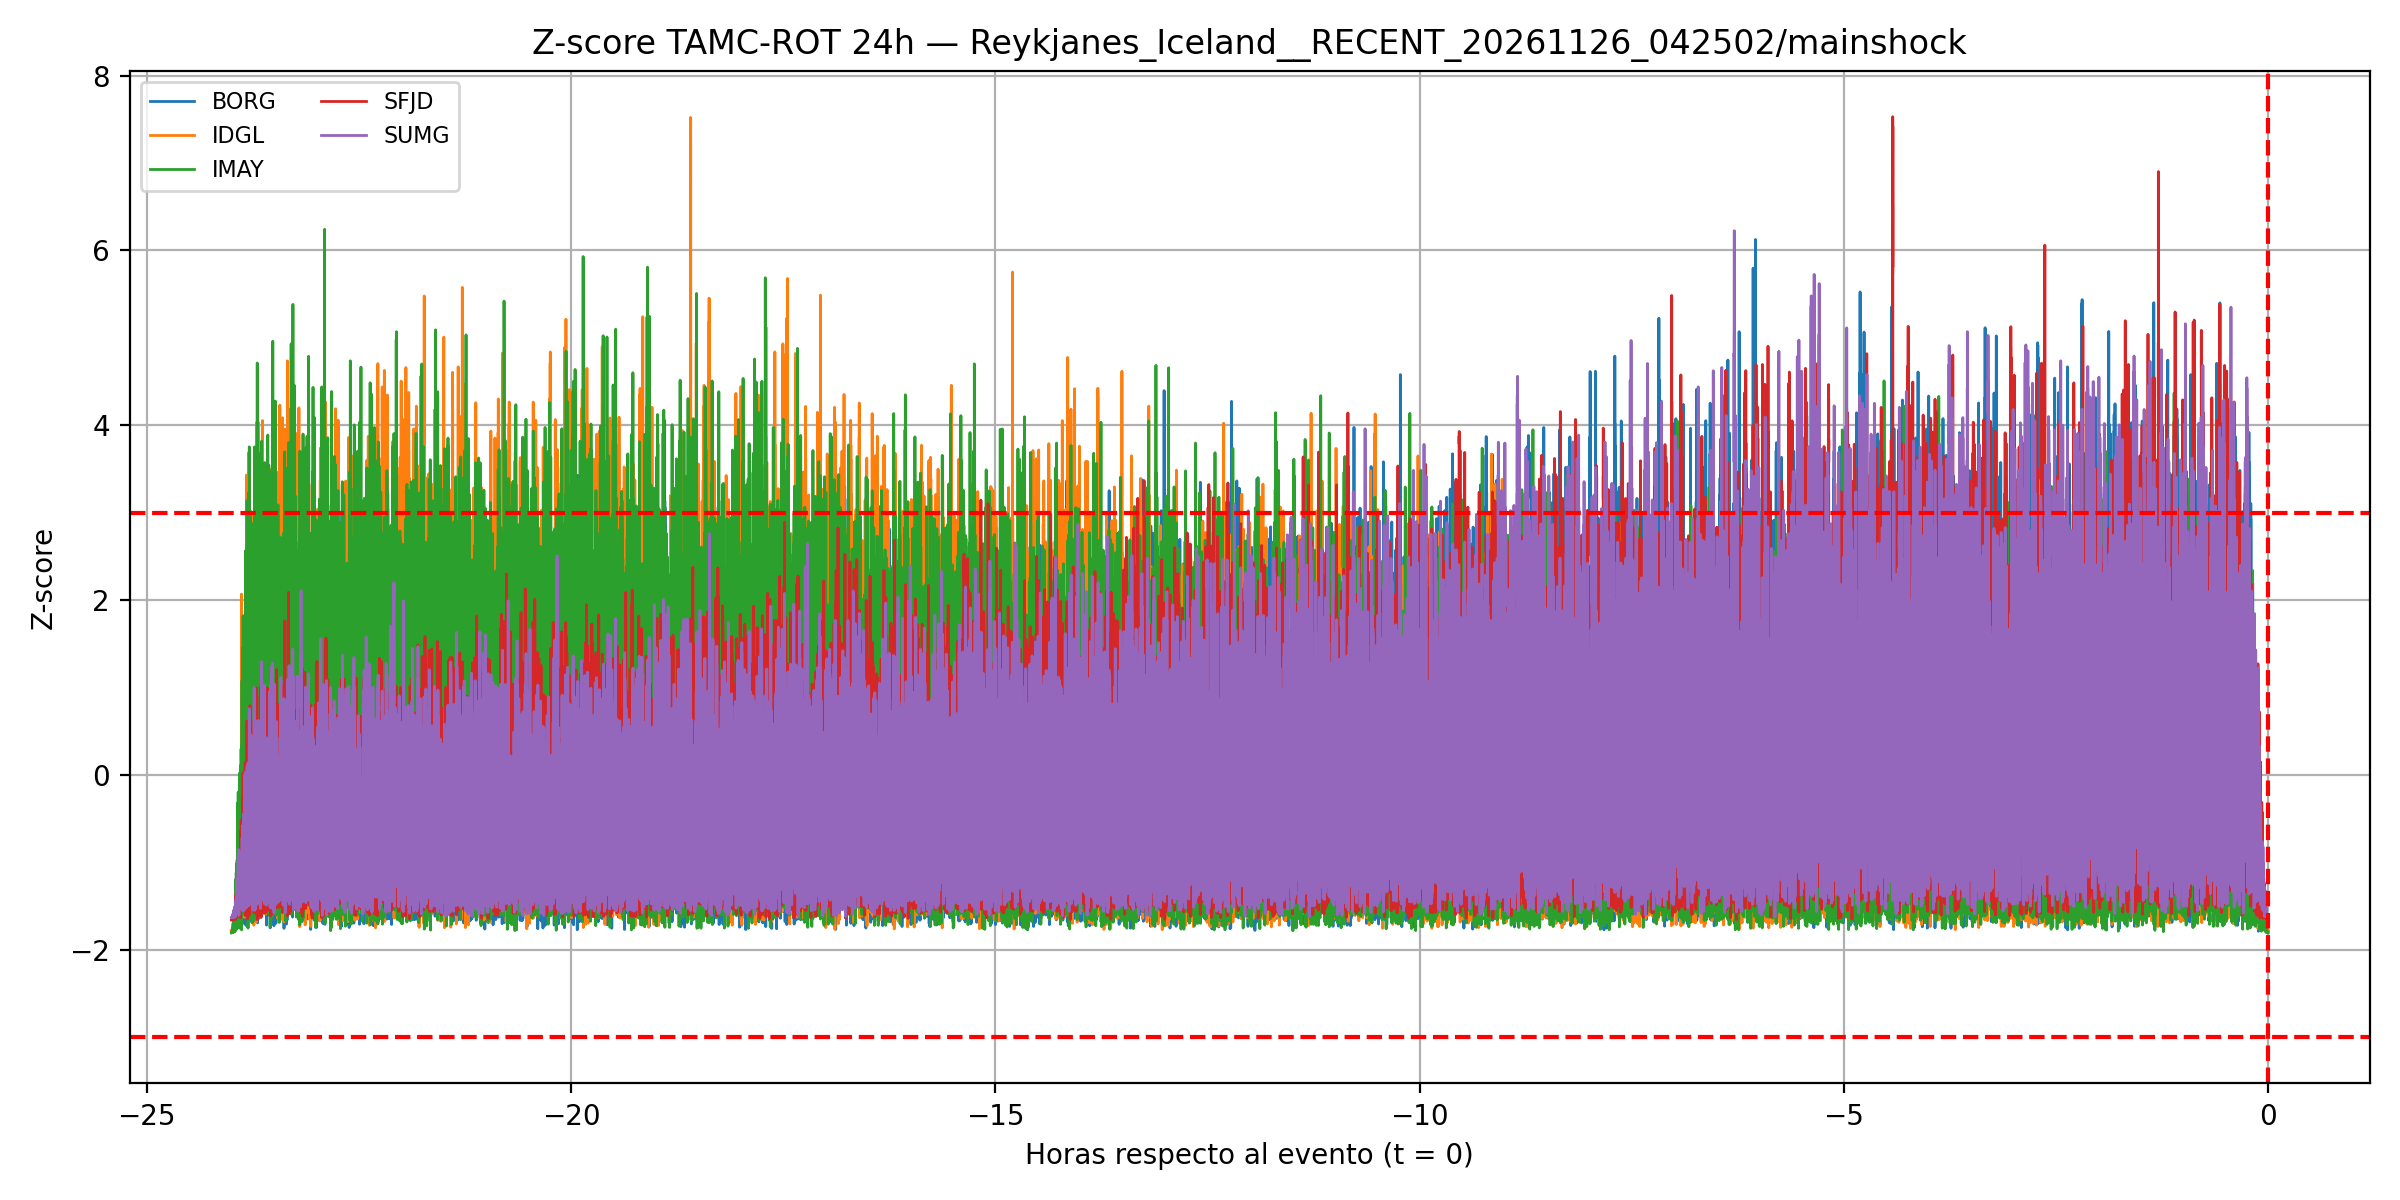 Z-score TAMC-ROT 24h — Reykjanes_Iceland__RECENT_20261126_042502/mainshock
BORG
IDGL
IMAY
SFJD
SUMG
Z-score
8
6
4
2
0
−2
−25
−20
−15
−10
−5
0
Horas respecto al evento (t = 0)